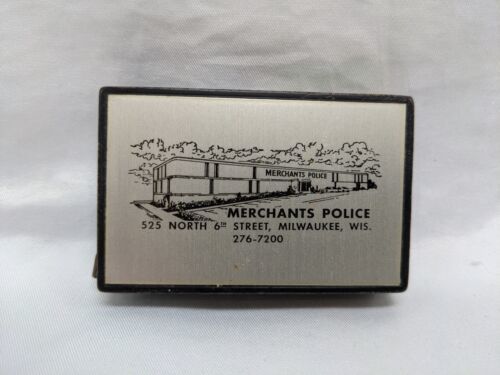 MERCHANTS POLICE
MERCHANTS POLICE
525 NORTH 6TH STREET, MILWAUKEE, WIS.
276-7200